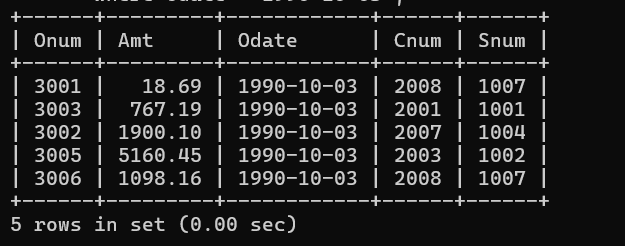 +------+---------+------------+------+------+
| Onum | Amt     | Odate      | Cnum | Snum |
+------+---------+------------+------+------+
| 3001 |   18.69 | 1990-10-03 | 2008 | 1007 |
| 3003 |  767.19 | 1990-10-03 | 2001 | 1001 |
| 3002 | 1900.10 | 1990-10-03 | 2007 | 1004 |
| 3005 | 5160.45 | 1990-10-03 | 2003 | 1002 |
| 3006 | 1098.16 | 1990-10-03 | 2008 | 1007 |
+------+---------+------------+------+------+
5 rows in set (0.00 sec)